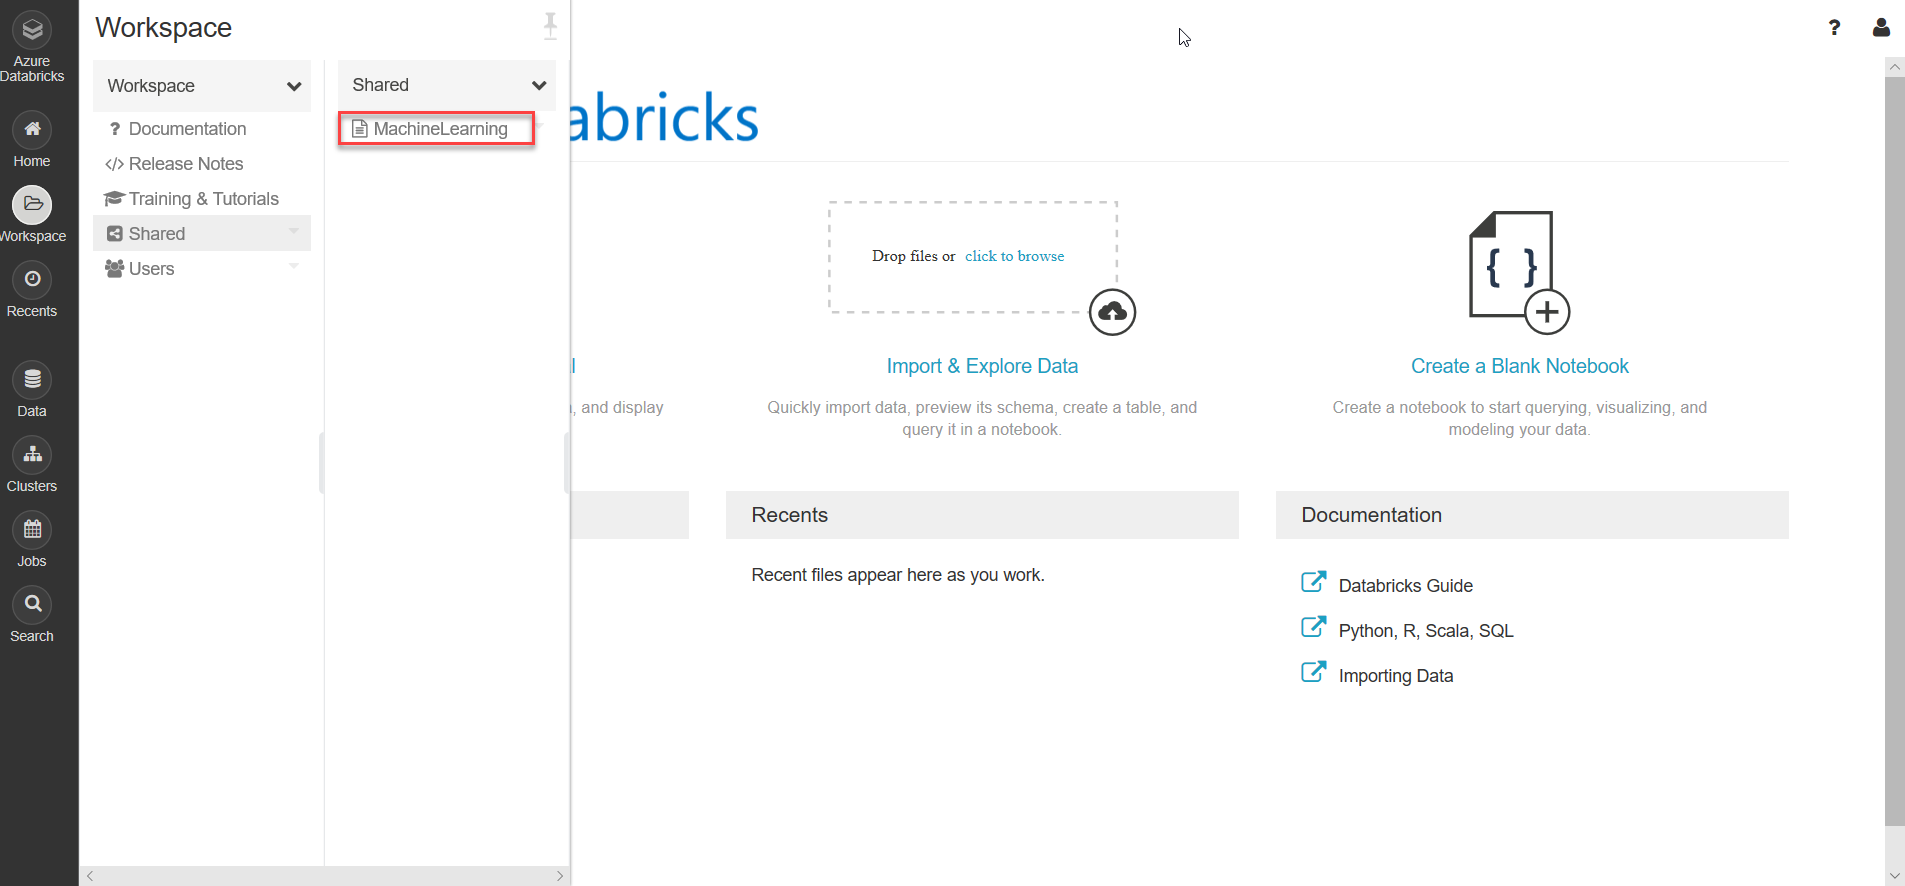 Azure
Databricks
Home
Workspace
Recents
Data
Clusters
Jobs
Search
Workspace
Workspace
? Documentation
</> Release Notes
Training & Tutorials
Shared
Users
Shared
MachineLearning
abricks
?
Drop files or click to browse
{ }
l
Import & Explore Data
Create a Blank Notebook
, and display
Quickly import data, preview its schema, create a table, and
query it in a notebook.
Create a notebook to start querying, visualizing, and
modeling your data.
Recents
Recent files appear here as you work.
Documentation
Databricks Guide
Python, R, Scala, SQL
Importing Data